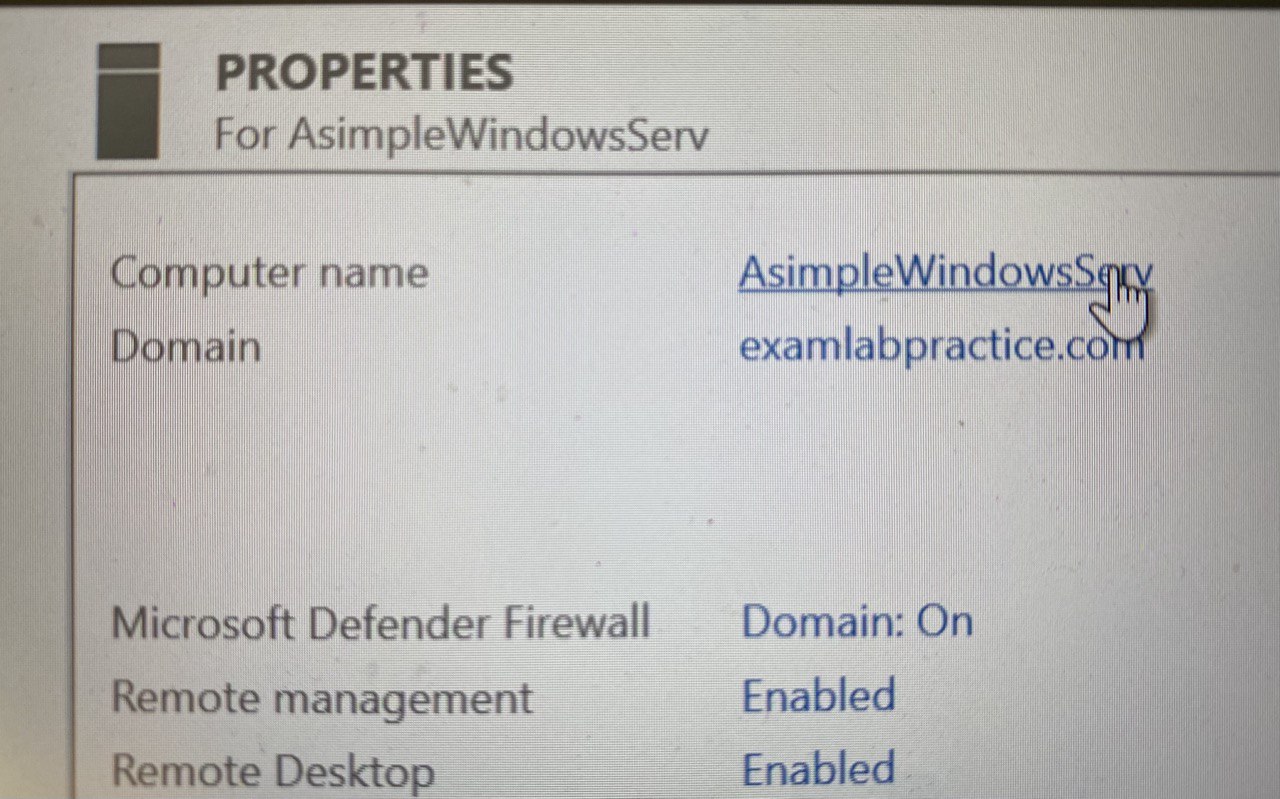 PROPERTIES
For AsimpleWindowsServ
Computer name AsimpleWindowsServ
Domain examlabpractice.com
Microsoft Defender Firewall Domain: On
Remote management Enabled
Remote Desktop Enabled